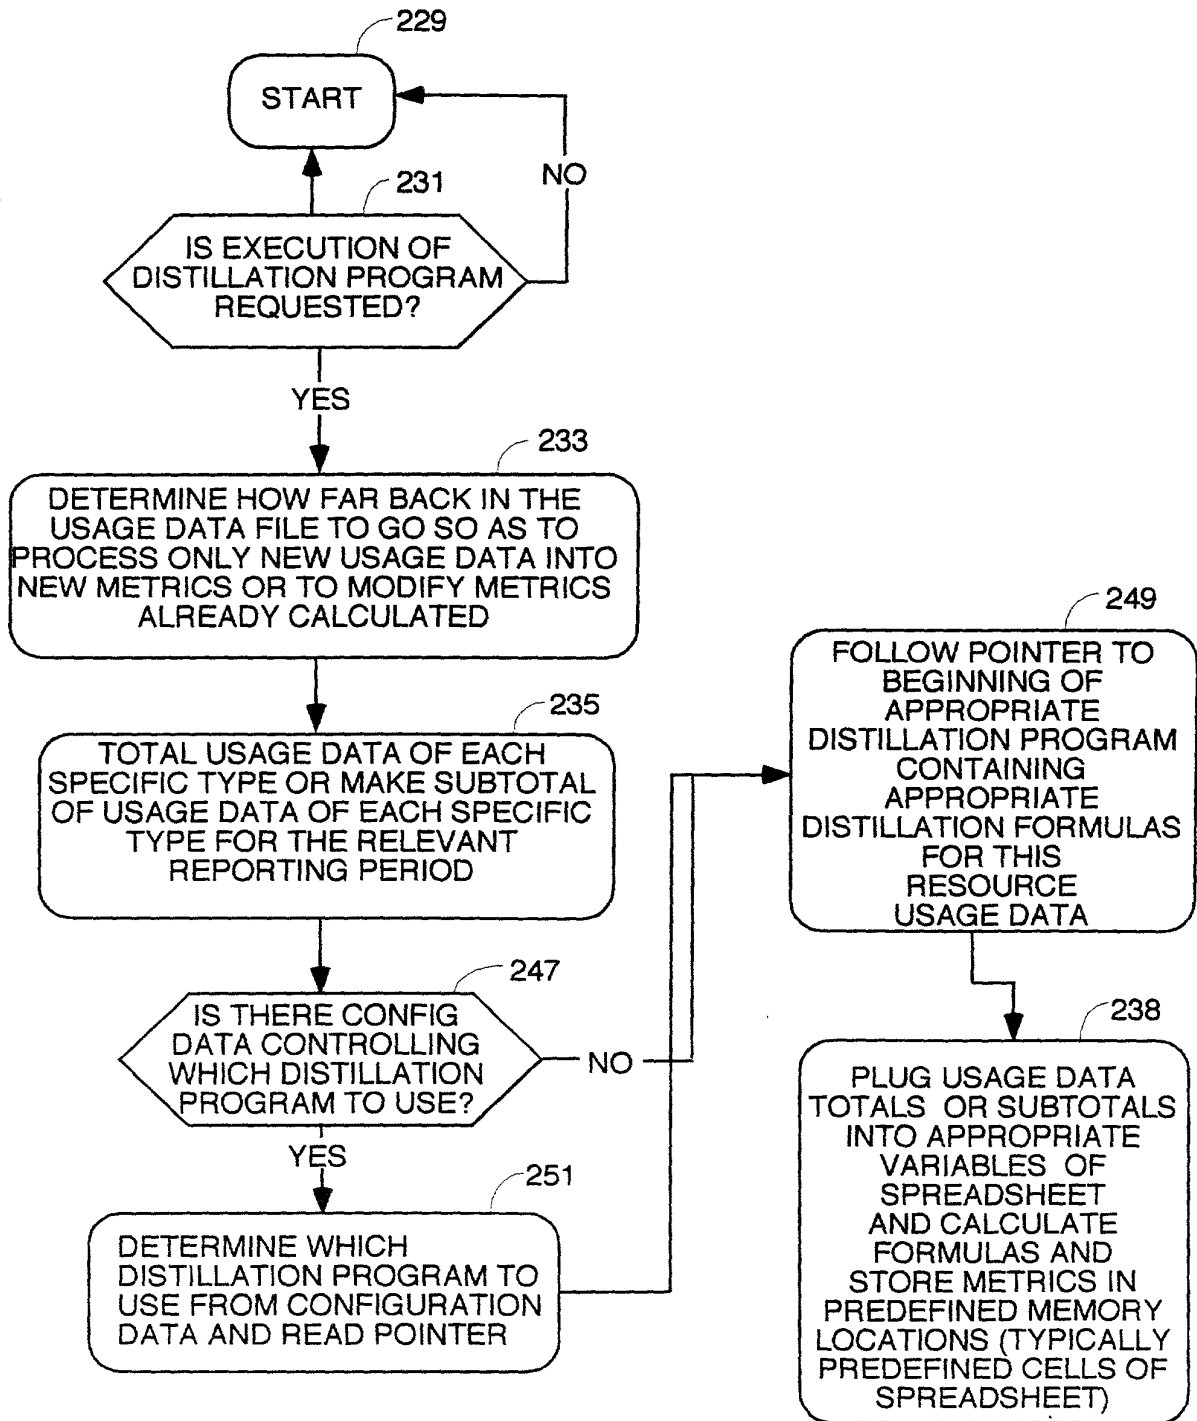 229
START
NO
231
IS EXECUTION OF
DISTILLATION PROGRAM
REQUESTED?
YES
233
DETERMINE HOW FAR BACK IN THE
USAGE DATA FILE TO GO SO AS TO
PROCESS ONLY NEW USAGE DATA INTO
NEW METRICS OR TO MODIFY METRICS
ALREADY CALCULATED
235
TOTAL USAGE DATA OF EACH
SPECIFIC TYPE OR MAKE SUBTOTAL
OF USAGE DATA OF EACH SPECIFIC
TYPE FOR THE RELEVANT
REPORTING PERIOD
247
IS THERE CONFIG
DATA CONTROLLING
WHICH DISTILLATION
PROGRAM TO USE?
NO
YES
251
DETERMINE WHICH
DISTILLATION PROGRAM TO
USE FROM CONFIGURATION
DATA AND READ POINTER
249
FOLLOW POINTER TO
BEGINNING OF
APPROPRIATE
DISTILLATION PROGRAM
CONTAINING
APPROPRIATE
DISTILLATION FORMULAS
FOR THIS
RESOURCE
USAGE DATA
238
PLUG USAGE DATA
TOTALS OR SUBTOTALS
INTO APPROPRIATE
VARIABLES OF
SPREADSHEET
AND CALCULATE
FORMULAS AND
STORE METRICS IN
PREDEFINED MEMORY
LOCATIONS (TYPICALLY
PREDEFINED CELLS OF
SPREADSHEET)